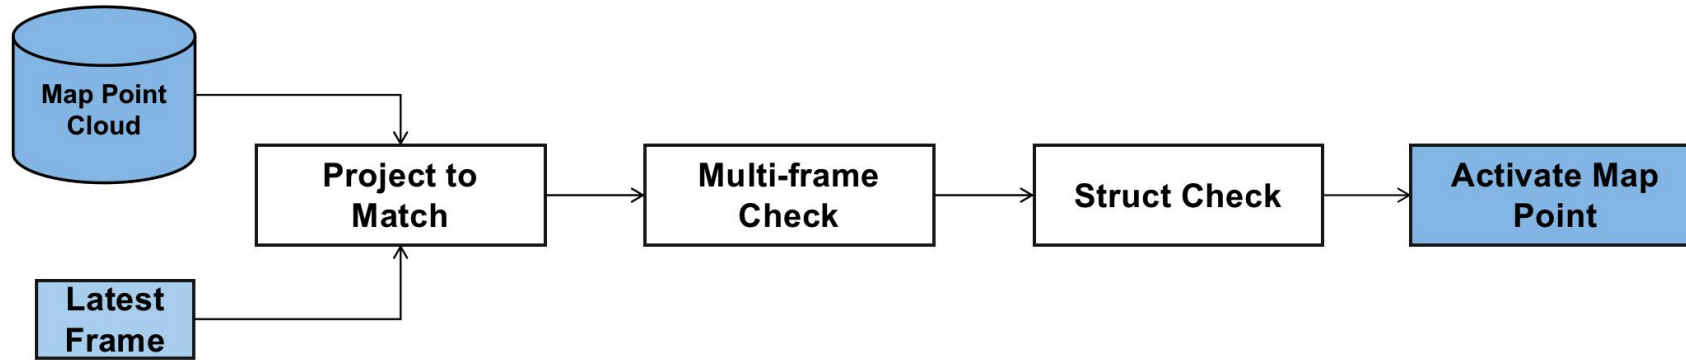 Map Point
Cloud
Project to
Match
Multi-frame
Check
Struct Check
Activate Map
Point
Latest
Frame